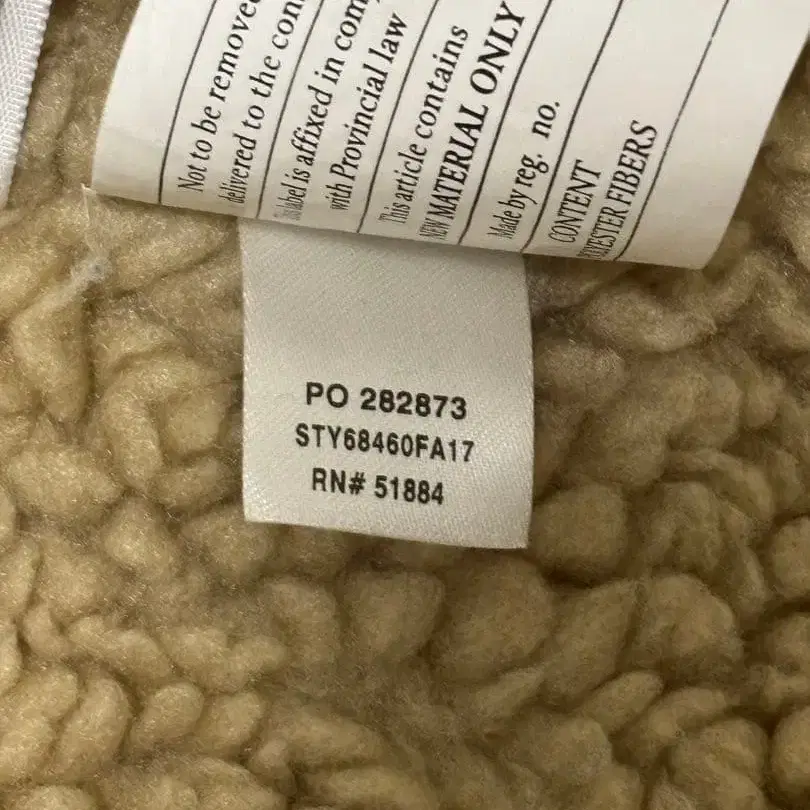 Not to be removed
delivered to the con
label is affixed in com
with Provincial law
This article contains
NEW MATERIAL ONLY
Made by reg. no.
CONTENT
POLYESTER FIBERS
PO 282873
STY68460FA17
RN# 51884